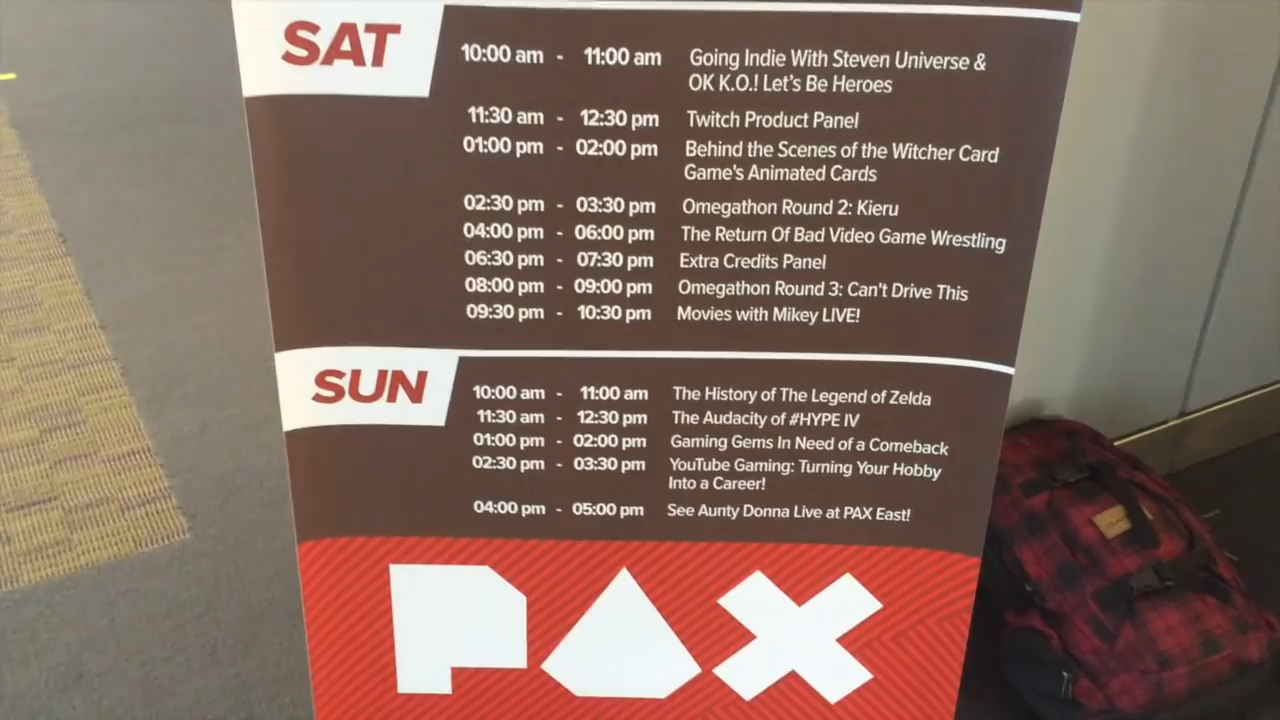 SAT
10:00 am - 11:00 am Going Indie With Steven Universe &
OK K.O.! Let's Be Heroes
11:30 am - 12:30 pm Twitch Product Panel
01:00 pm - 02:00 pm Behind the Scenes of the Witcher Card
Game's Animated Cards
02:30 pm - 03:30 pm Omegathon Round 2: Kieru
04:00 pm - 06:00 pm The Return Of Bad Video Game Wrestling
06:30 pm - 07:30 pm Extra Credits Panel
08:00 pm - 09:00 pm Omegathon Round 3: Can't Drive This
09:30 pm - 10:30 pm Movies with Mikey LIVE!
SUN
10:00 am - 11:00 am The History of The Legend of Zelda
11:30 am - 12:30 pm The Audacity of #HYPE IV
01:00 pm - 02:00 pm Gaming Gems In Need of a Comeback
02:30 pm - 03:30 pm YouTube Gaming: Turning Your Hobby
Into a Career!
04:00 pm - 05:00 pm See Aunty Donna Live at PAX East!
PAX